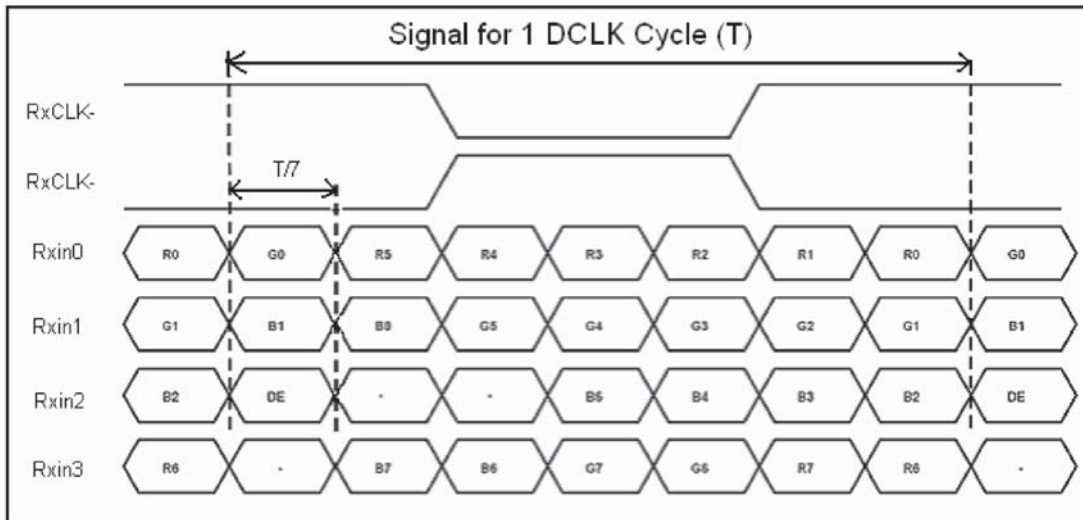 Signal for 1 DCLK Cycle (T)
RxCLK-
RxCLK-
T/7
Rxin0 R0 G0 R5 R4 R3 R2 R1 R0 G0
Rxin1 G1 B1 B0 G5 G4 G3 G2 G1 B1
Rxin2 B2 DE - - B5 B4 B3 B2 DE
Rxin3 R6 - B7 B6 G7 G6 R7 R6 -